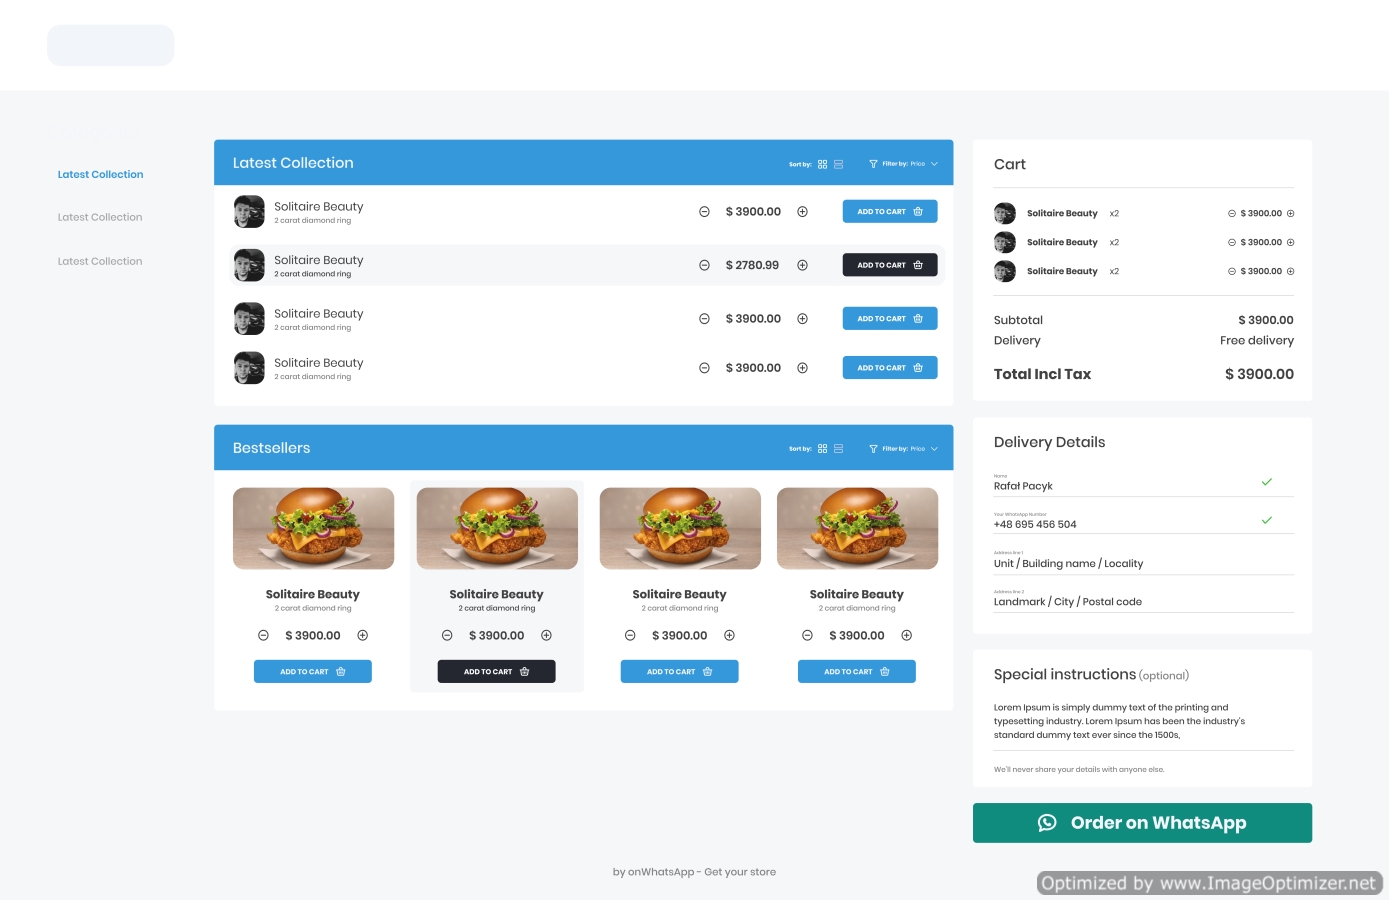 Latest Collection
Latest Collection
Latest Collection
Latest Collection
Sort by:
Filter by: Price
Solitaire Beauty
2 carat diamond ring
$ 3900.00
ADD TO CART
Solitaire Beauty
2 carat diamond ring
$ 2780.99
ADD TO CART
Solitaire Beauty
2 carat diamond ring
$ 3900.00
ADD TO CART
Solitaire Beauty
2 carat diamond ring
$ 3900.00
ADD TO CART
Bestsellers
Sort by:
Filter by: Price
Solitaire Beauty
2 carat diamond ring
$ 3900.00
ADD TO CART
Solitaire Beauty
2 carat diamond ring
$ 3900.00
ADD TO CART
Solitaire Beauty
2 carat diamond ring
$ 3900.00
ADD TO CART
Solitaire Beauty
2 carat diamond ring
$ 3900.00
ADD TO CART
Cart
Solitaire Beauty x2 $ 3900.00
Solitaire Beauty x2 $ 3900.00
Solitaire Beauty x2 $ 3900.00
Subtotal $ 3900.00
Delivery Free delivery
Total Incl Tax $ 3900.00
Delivery Details
Name
Rafał Pacyk
Your WhatsApp Number
+48 695 456 504
Address line 1
Unit / Building name / Locality
Address line 2
Landmark / City / Postal code
Special instructions (optional)
Lorem Ipsum is simply dummy text of the printing and
typesetting industry. Lorem Ipsum has been the industry's
standard dummy text ever since the 1500s,
We'll never share your details with anyone else.
Order on WhatsApp
by onWhatsApp - Get your store
Optimized by www.ImageOptimizer.net